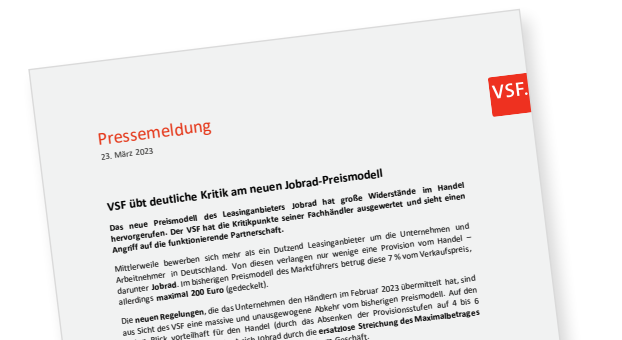 VSF.
Pressemeldung
23. März 2023
VSF übt deutliche Kritik am neuen Jobrad-Preismodell
Das neue Preismodell des Leasinganbieters Jobrad hat große Widerstände im Handel
hervorgerufen. Der VSF hat die Kritikpunkte seiner Fachhändler ausgewertet und sieht einen
Angriff auf die funktionierende Partnerschaft.
Mittlerweile bewerben sich mehr als ein Dutzend Leasinganbieter um die Unternehmen und
Arbeitnehmer in Deutschland. Von diesen verlangen nur wenige eine Provision vom Handel –
darunter Jobrad. Im bisherigen Preismodell des Marktführers betrug diese 7 % vom Verkaufspreis,
allerdings maximal 200 Euro (gedeckelt).
Die neuen Regelungen, die das Unternehmen den Händlern im Februar 2023 übermittelt hat, sind
aus Sicht des VSF eine massive und unausgewogene Abkehr vom bisherigen Preismodell. Auf den
Blick vorteilhaft für den Handel (durch das Absenken der Provisionsstufen auf 4 bis 6
Jobrad durch die ersatzlose Streichung des Maximalbetrages
Geschäft.